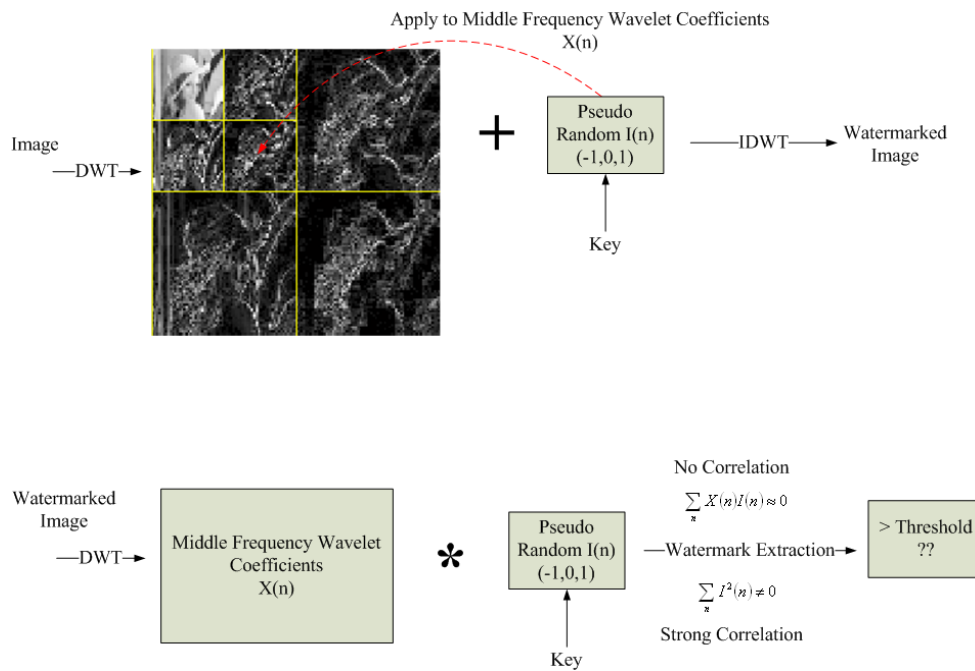 Apply to Middle Frequency Wavelet Coefficients
X(n)
Image
DWT
+
Pseudo
Random I(n)
(-1,0,1)
Key
IDWT
Watermarked
Image
Watermarked
Image
DWT
Middle Frequency Wavelet
Coefficients
X(n)
*
Pseudo
Random I(n)
(-1,0,1)
Key
No Correlation
∑ₙ X(n)I(n) ≈ 0
Watermark Extraction
∑ₙ I²(n) ≠ 0
Strong Correlation
> Threshold
??